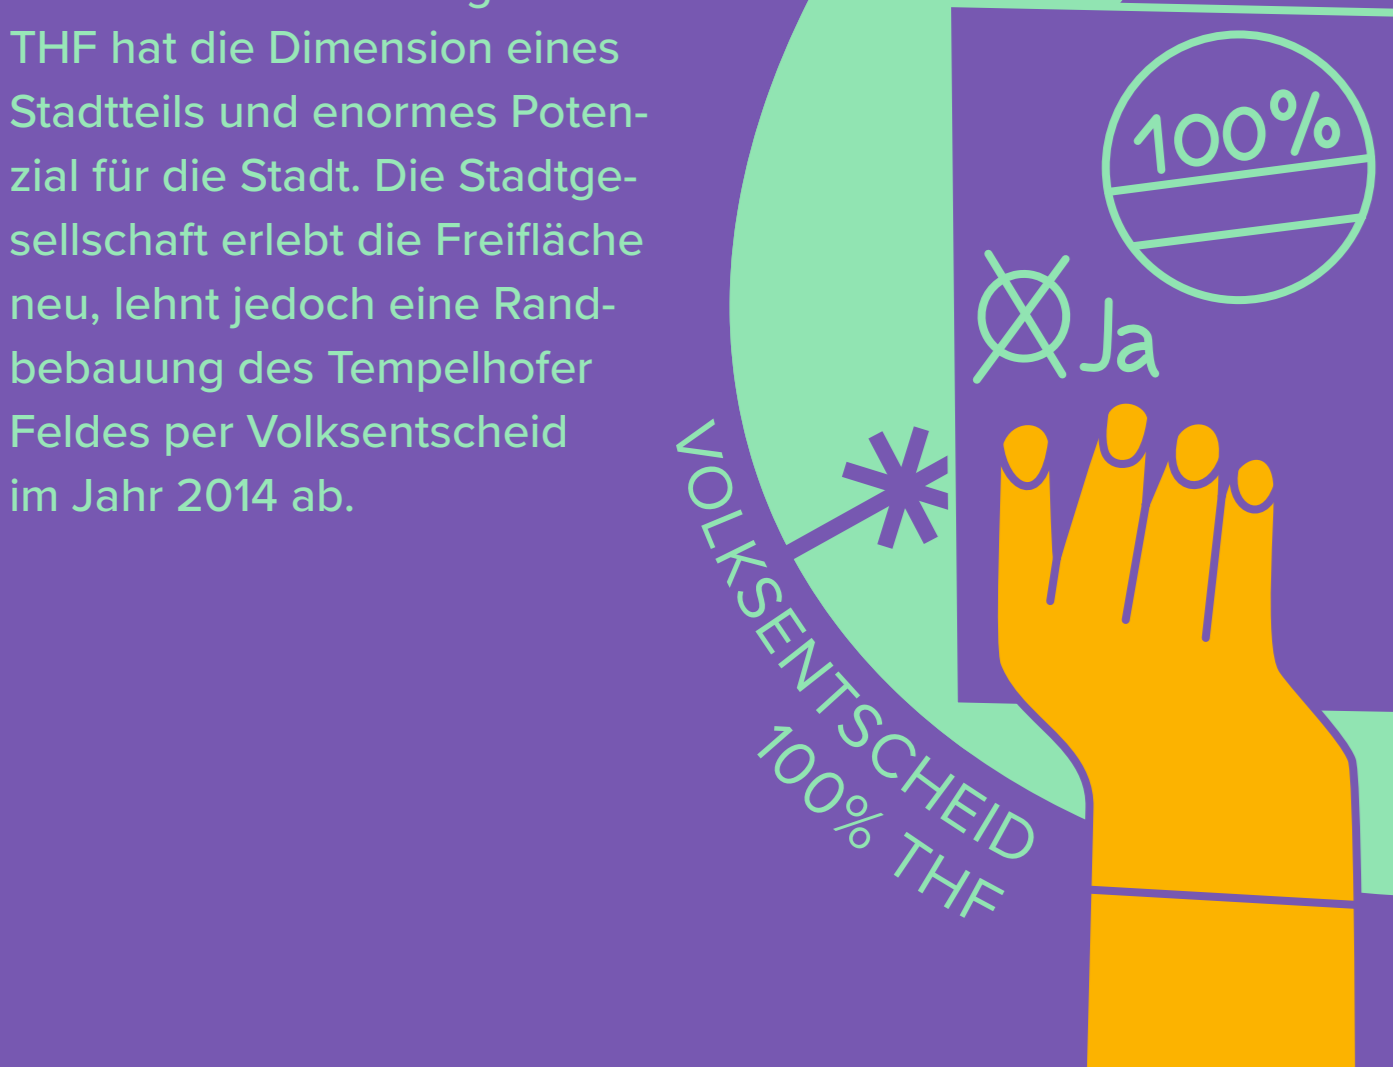 THF hat die Dimension eines
Stadtteils und enormes Poten-
zial für die Stadt. Die Stadtge-
sellschaft erlebt die Freifläche
neu, lehnt jedoch eine Rand-
bebauung des Tempelhofer
Feldes per Volksentscheid
im Jahr 2014 ab.
100%
Ja
VOLKSENTSCHEID
100% THF